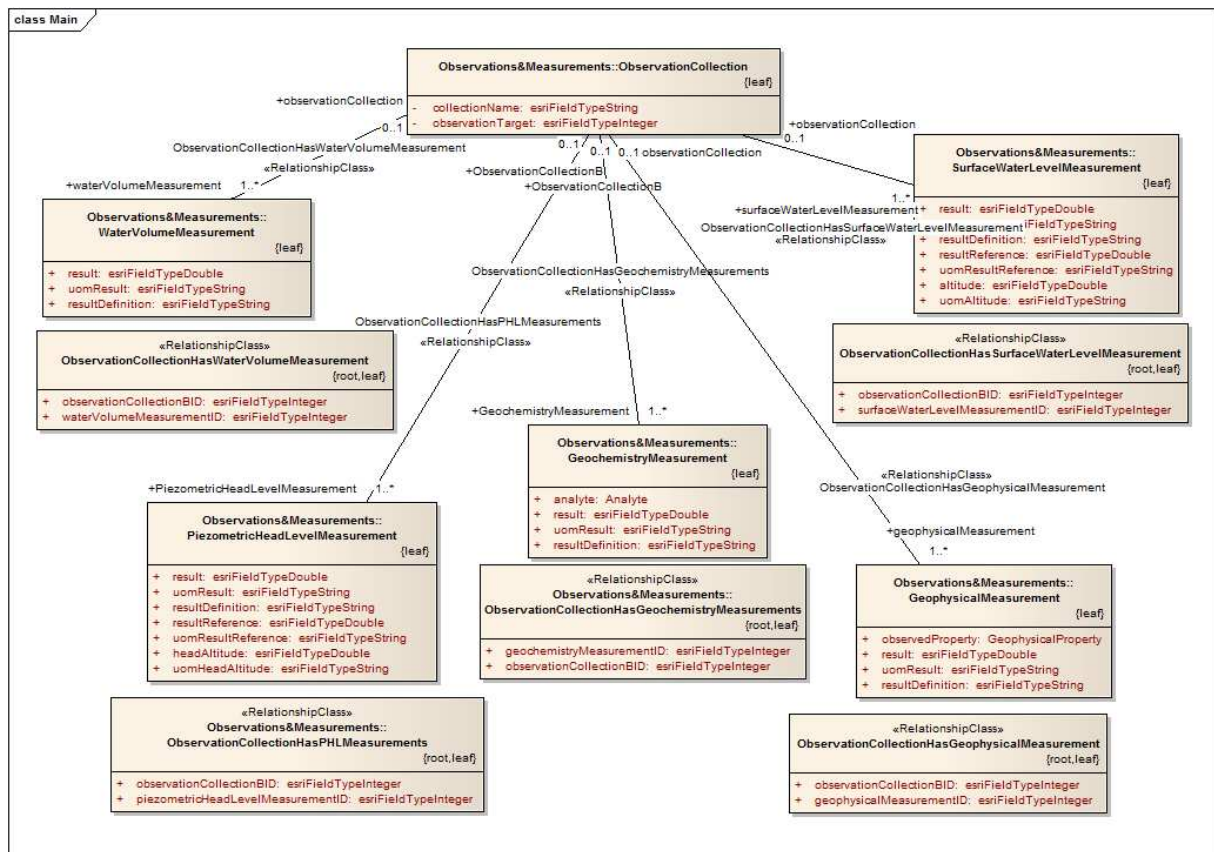 class Main
Observations&Measurements::ObservationCollection
{leaf}
- collectionName: esriFieldTypeString
- observationTarget: esriFieldTypeInteger
+observationCollection
0..1
ObservationCollectionHasWaterVolumeMeasurement
«RelationshipClass»
+waterVolumeMeasurement
1..*
0..1
+ObservationCollectionB
0..1
+ObservationCollectionB
0..1 observationCollection
+observationCollection
0..1
Observations&Measurements::
WaterVolumeMeasurement
{leaf}
+ result: esriFieldTypeDouble
+ uomResult: esriFieldTypeString
+ resultDefinition: esriFieldTypeString
Observations&Measurements::
SurfaceWaterLevelMeasurement
{leaf}
1..*
+surfaceWaterLevelMeasurement
ObservationCollectionHasSurfaceWaterLevelMeasurement
«RelationshipClass»
+ result: esriFieldTypeDouble
esriFieldTypeString
+ resultDefinition: esriFieldTypeString
+ resultReference: esriFieldTypeDouble
+ uomResultReference: esriFieldTypeString
+ altitude: esriFieldTypeDouble
+ uomAltitude: esriFieldTypeString
ObservationCollectionHasGeochemistryMeasurements
«RelationshipClass»
ObservationCollectionHasPHLMeasurements
«RelationshipClass»
«RelationshipClass»
ObservationCollectionHasWaterVolumeMeasurement
{root,leaf}
+ observationCollectionBID: esriFieldTypeInteger
+ waterVolumeMeasurementID: esriFieldTypeInteger
«RelationshipClass»
ObservationCollectionHasSurfaceWaterLevelMeasurement
{root,leaf}
+ observationCollectionBID: esriFieldTypeInteger
+ surfaceWaterLevelMeasurementID: esriFieldTypeInteger
+GeochemistryMeasurement
1..*
Observations&Measurements::
GeochemistryMeasurement
{leaf}
+ analyte: Analyte
+ result: esriFieldTypeDouble
+ uomResult: esriFieldTypeString
+ resultDefinition: esriFieldTypeString
«RelationshipClass»
ObservationCollectionHasGeophysicalMeasurement
+geophysicalMeasurement
1..*
+PiezometricHeadLevelMeasurement
1..*
Observations&Measurements::
PiezometricHeadLevelMeasurement
{leaf}
+ result: esriFieldTypeDouble
+ uomResult: esriFieldTypeString
+ resultDefinition: esriFieldTypeString
+ resultReference: esriFieldTypeDouble
+ uomResultReference: esriFieldTypeString
+ headAltitude: esriFieldTypeDouble
+ uomHeadAltitude: esriFieldTypeString
«RelationshipClass»
Observations&Measurements::
ObservationCollectionHasGeochemistryMeasurements
{root,leaf}
+ geochemistryMeasurementID: esriFieldTypeInteger
+ observationCollectionBID: esriFieldTypeInteger
Observations&Measurements::
GeophysicalMeasurement
{leaf}
+ observedProperty: GeophysicalProperty
+ result: esriFieldTypeDouble
+ uomResult: esriFieldTypeString
+ resultDefinition: esriFieldTypeString
«RelationshipClass»
Observations&Measurements::
ObservationCollectionHasPHLMeasurements
{root,leaf}
+ observationCollectionBID: esriFieldTypeInteger
+ piezometricHeadLevelMeasurementID: esriFieldTypeInteger
«RelationshipClass»
ObservationCollectionHasGeophysicalMeasurement
{root,leaf}
+ observationCollectionBID: esriFieldTypeInteger
+ geophysicalMeasurementID: esriFieldTypeInteger